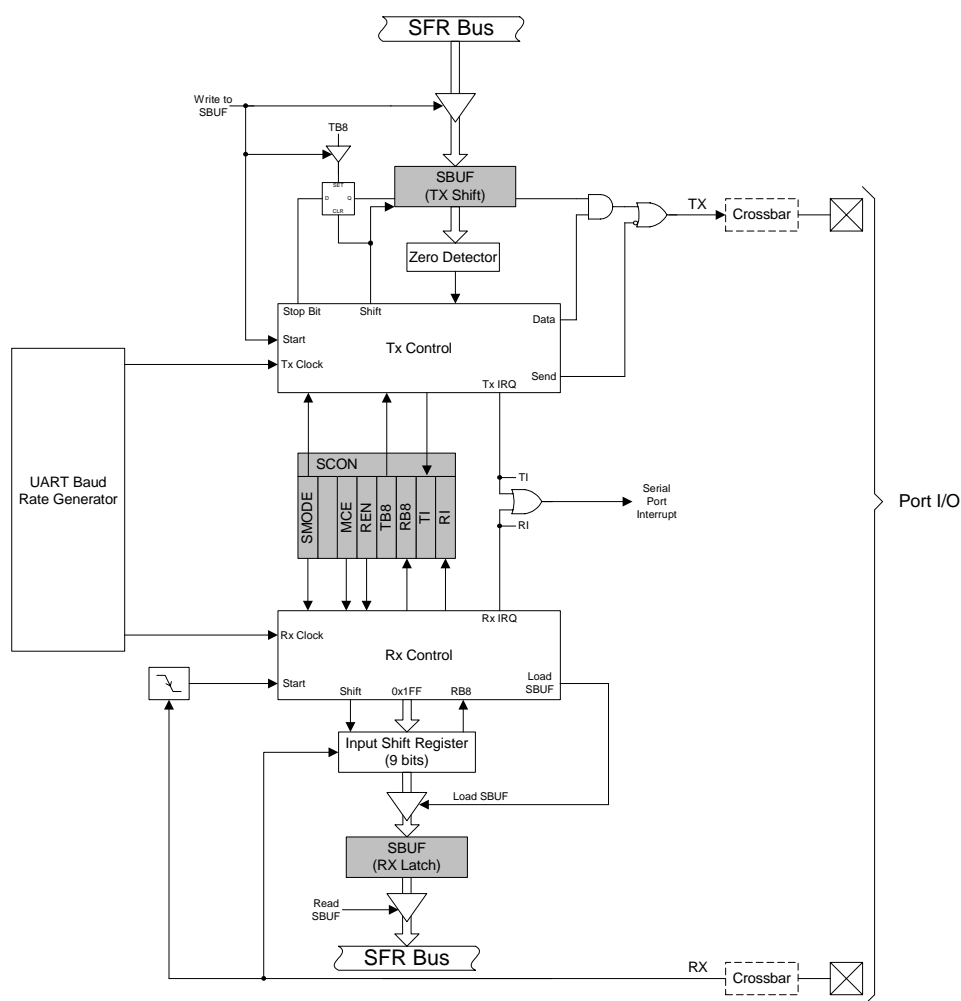 SFR Bus
Write to
SBUF
TB8
SET
D
Q
CLR
SBUF
(TX Shift)
TX
Crossbar
Zero Detector
Stop Bit
Shift
Data
Start
Tx Control
Tx Clock
Send
Tx IRQ
UART Baud
Rate Generator
SCON
SMODE
MCE
REN
TB8
RB8
TI
RI
TI
Serial
Port
Interrupt
RI
Port I/O
Rx IRQ
Rx Clock
Rx Control
Start
Load
SBUF
Shift
0x1FF
RB8
Input Shift Register
(9 bits)
Load SBUF
SBUF
(RX Latch)
Read
SBUF
SFR Bus
RX
Crossbar